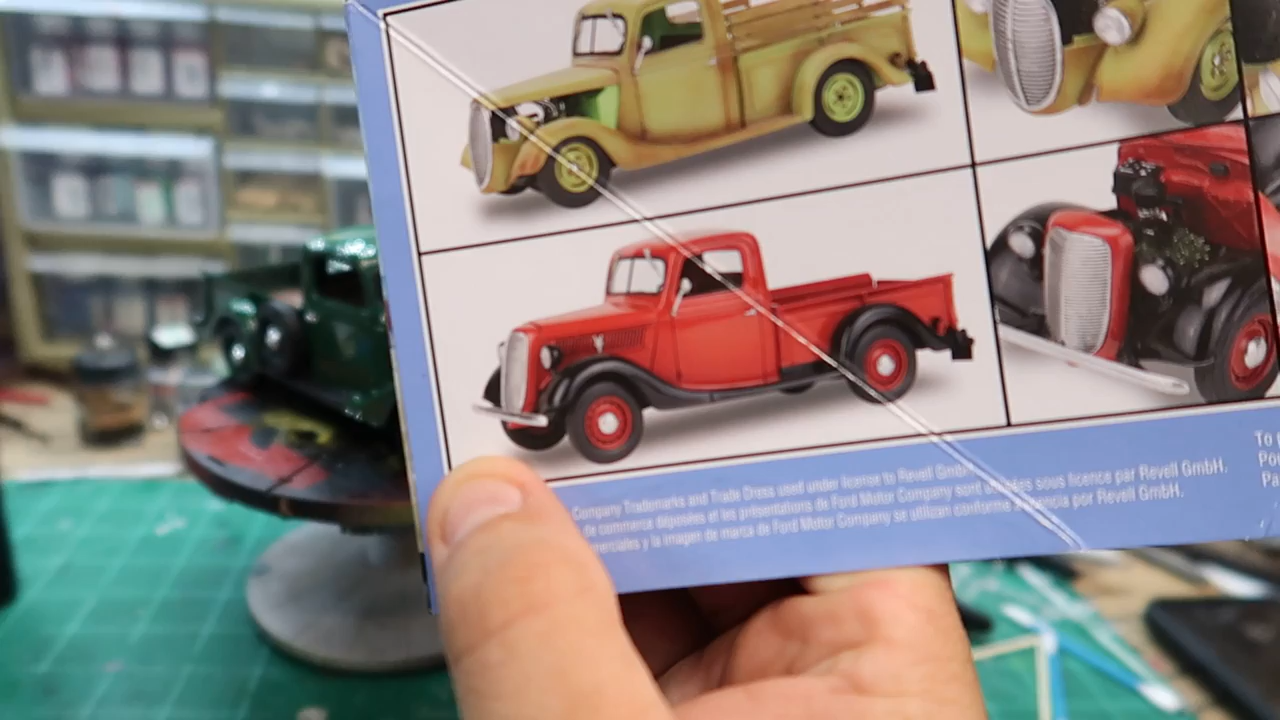 Company Trademarks and Trade Dress used under license to Revell GmbH.
de commerce déposées et les présentations de Ford Motor Company sont utilisées sous licence par Revell GmbH.
merciales y la imagen de marca de Ford Motor Company se utilizan conforme licencia por Revell GmbH.
To
Po
Pa